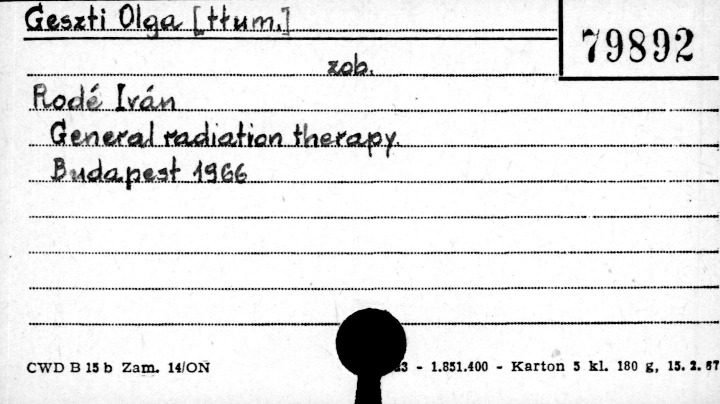 Geszti Olga [tłum.]
79892
zob.
Rodé Iván
General radiation therapy.
Budapest 1966
CWD B 15 b Zam. 14/ON
- 1.851.400 - Karton 5 kl. 180 g, 15. 2. 67